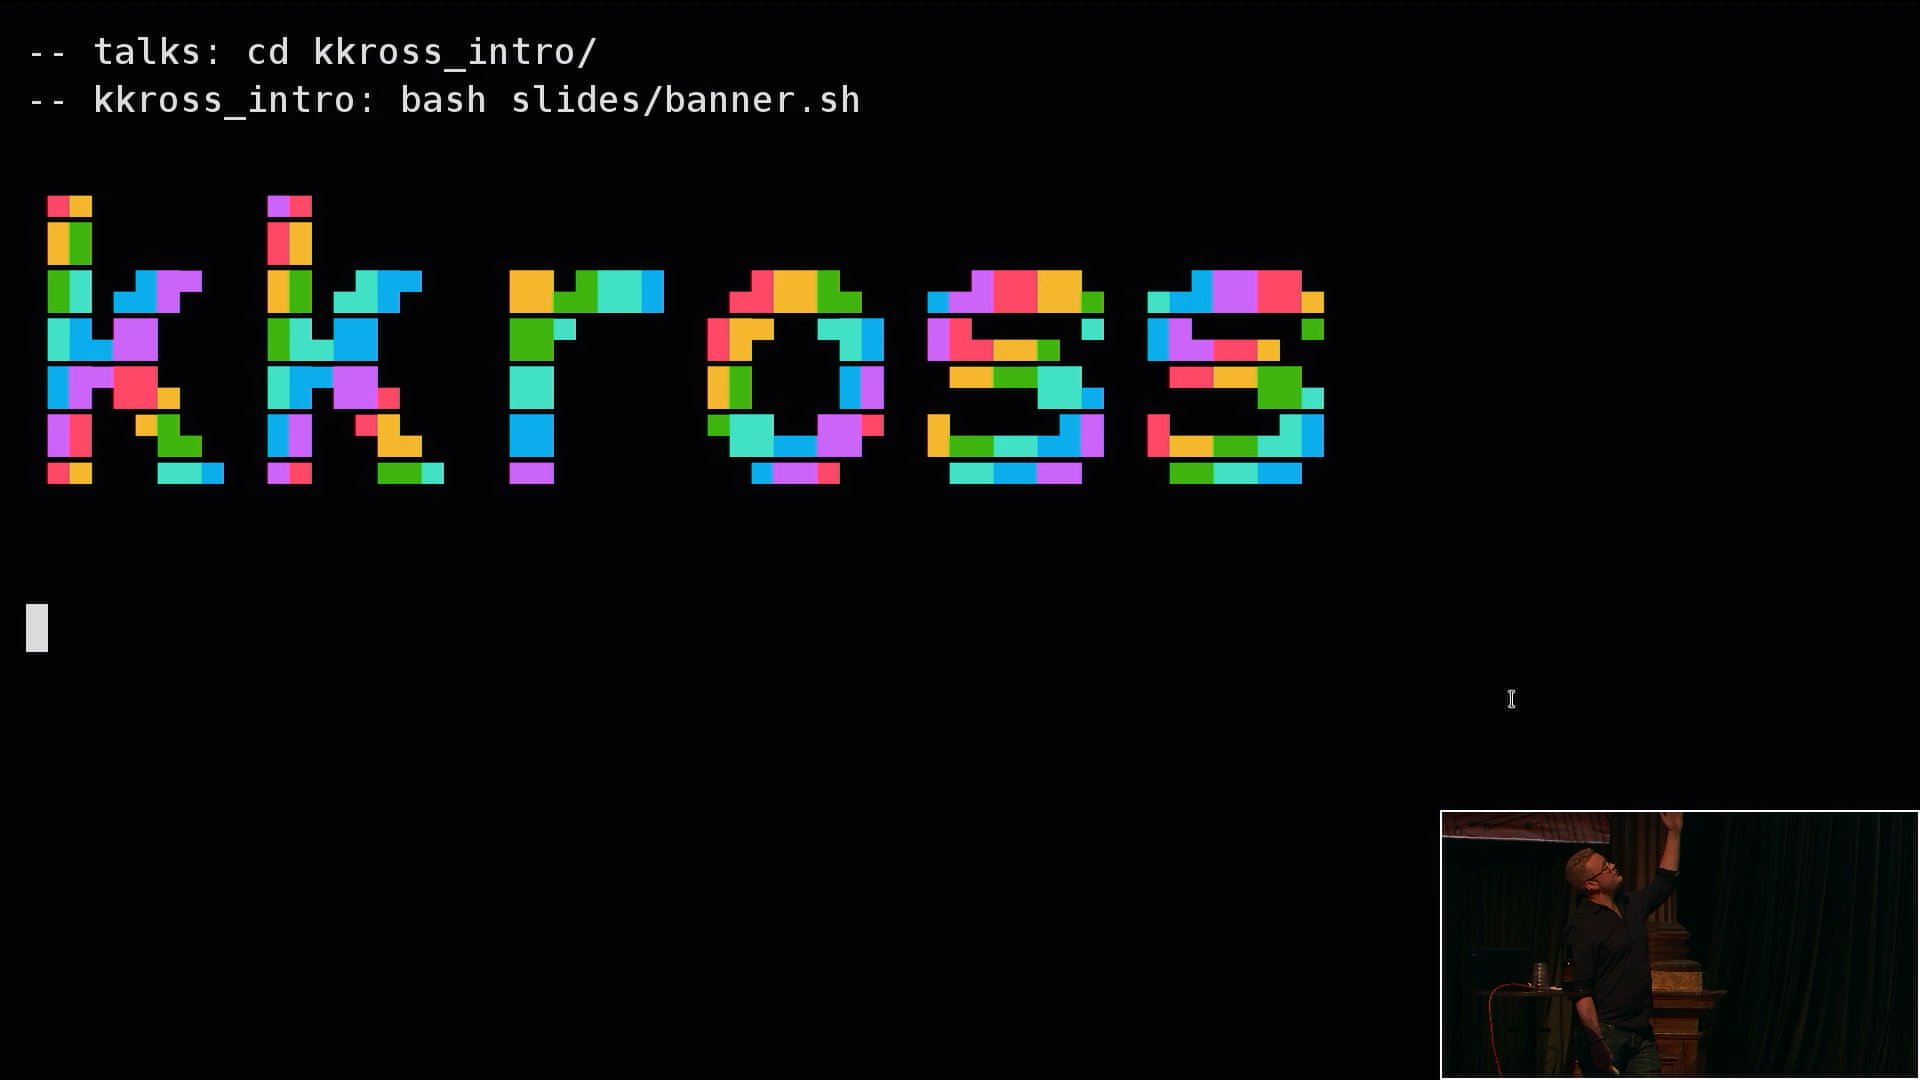 -- talks: cd kkross_intro/
-- kkross_intro: bash slides/banner.sh
kkross